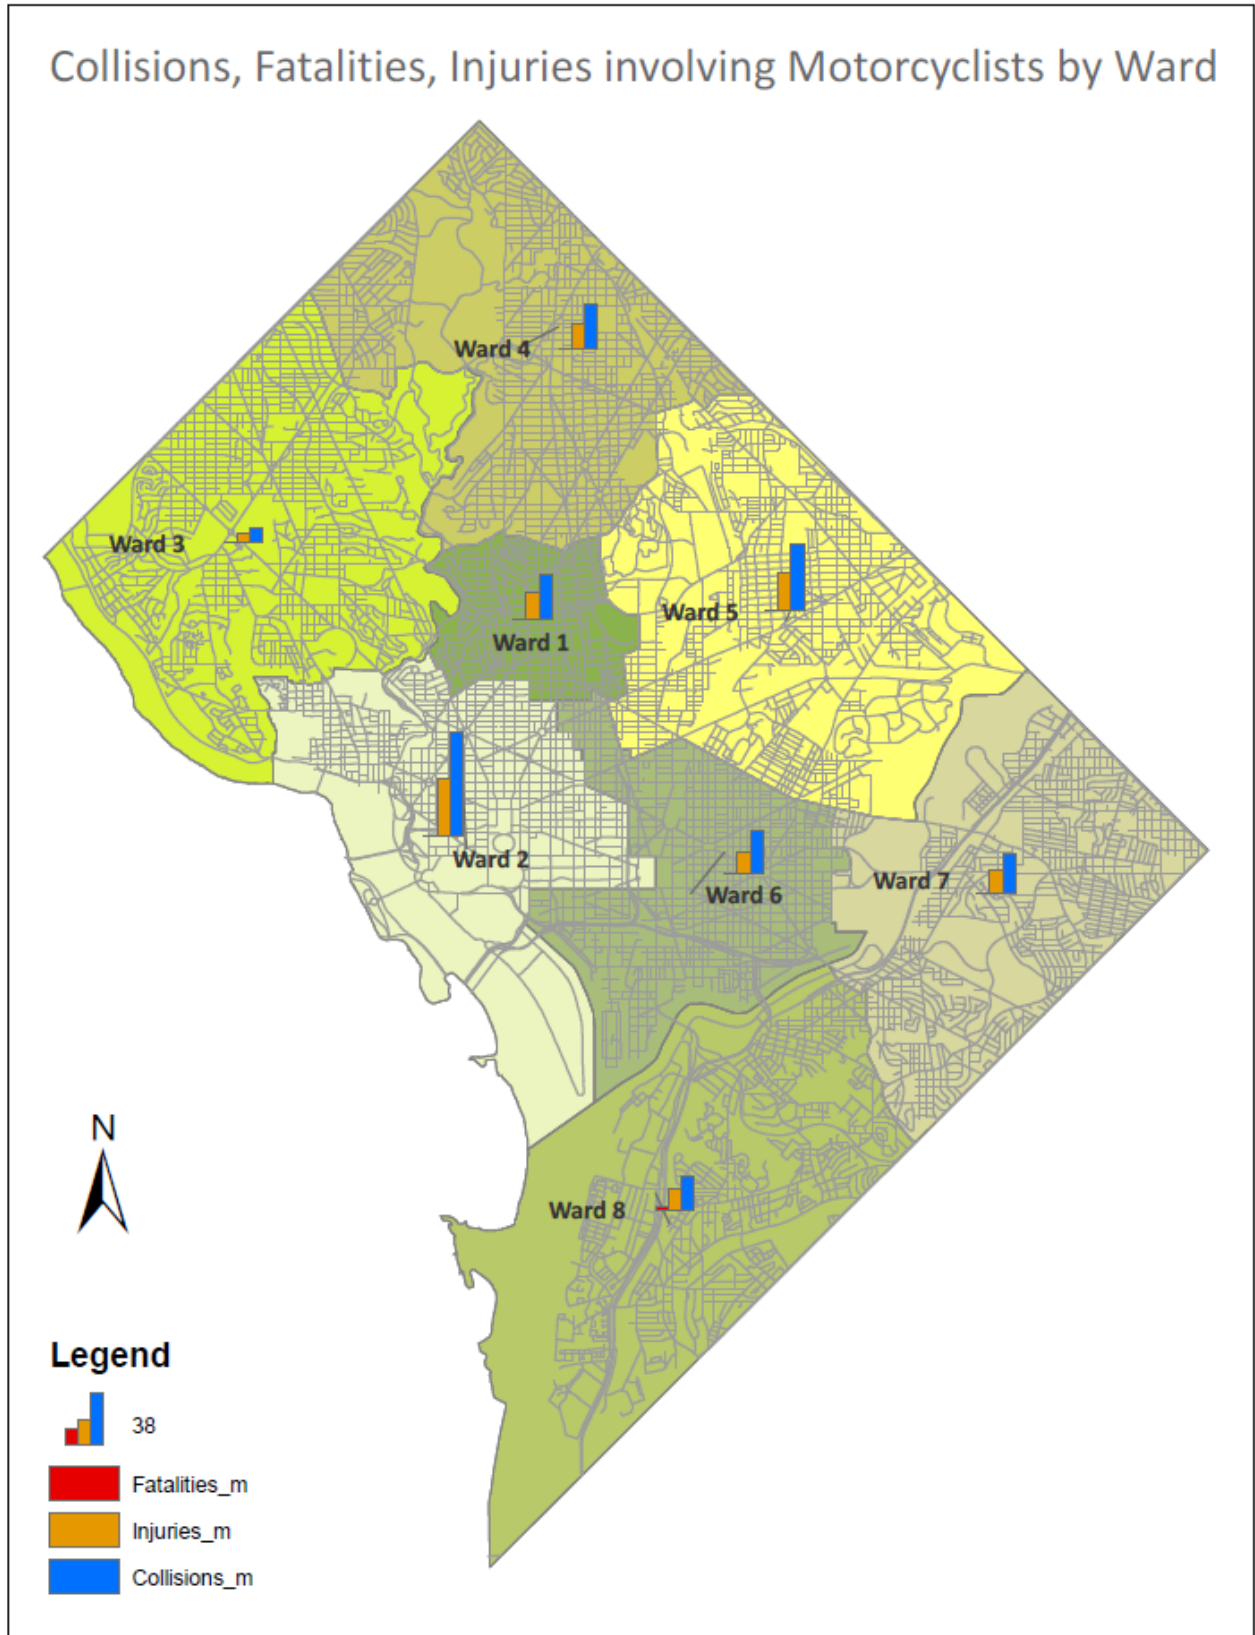 Collisions, Fatalities, Injuries involving Motorcyclists by Ward
Ward 4
Ward 3
Ward 5
Ward 1
Ward 2
Ward 7
Ward 6
N
Ward 8
Legend
38
Fatalities_m
Injuries_m
Collisions_m